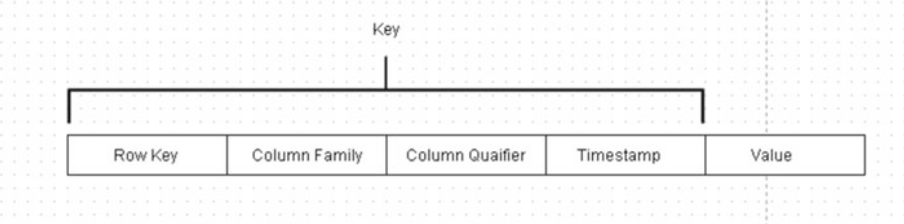 Key
Row Key Column Family Column Quaifier Timestamp Value